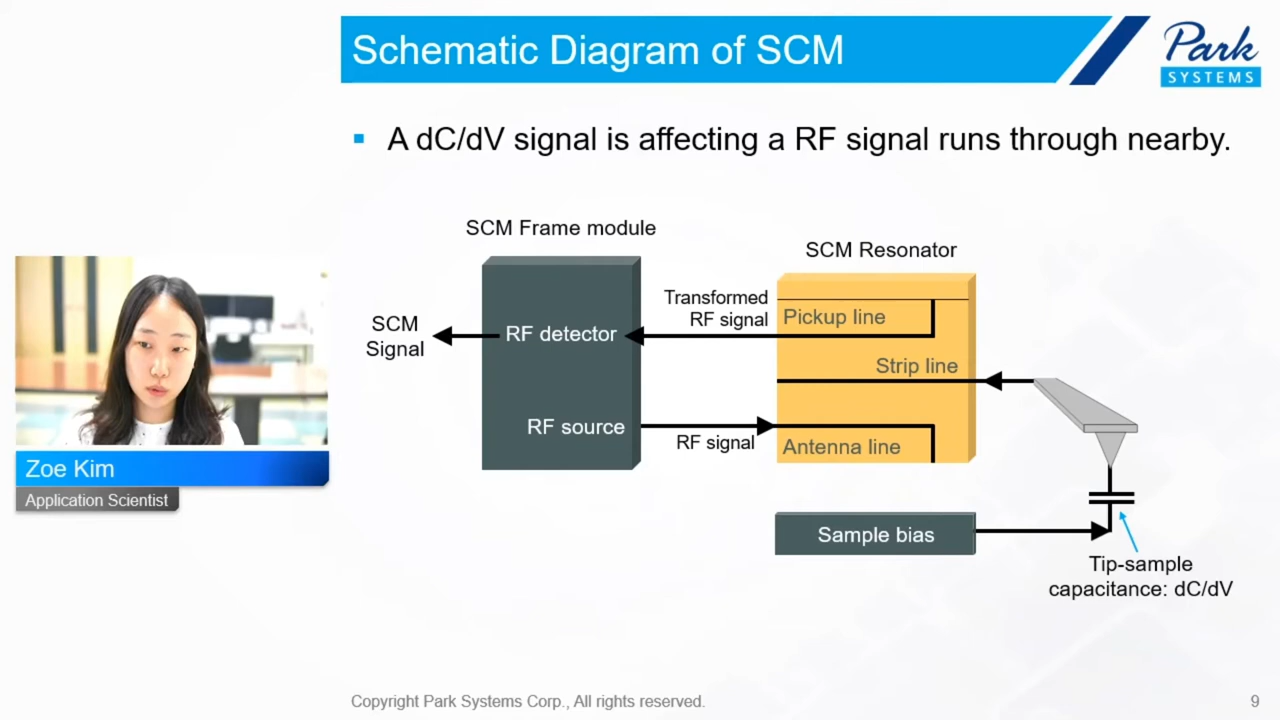 Schematic Diagram of SCM
Park
SYSTEMS
▪ A dC/dV signal is affecting a RF signal runs through nearby.
SCM Frame module
SCM Resonator
Transformed
RF signal
Pickup line
SCM
Signal
RF detector
Strip line
RF source
RF signal
Antenna line
Zoe Kim
Application Scientist
Sample bias
Tip-sample
capacitance: dC/dV
Copyright Park Systems Corp., All rights reserved.
9